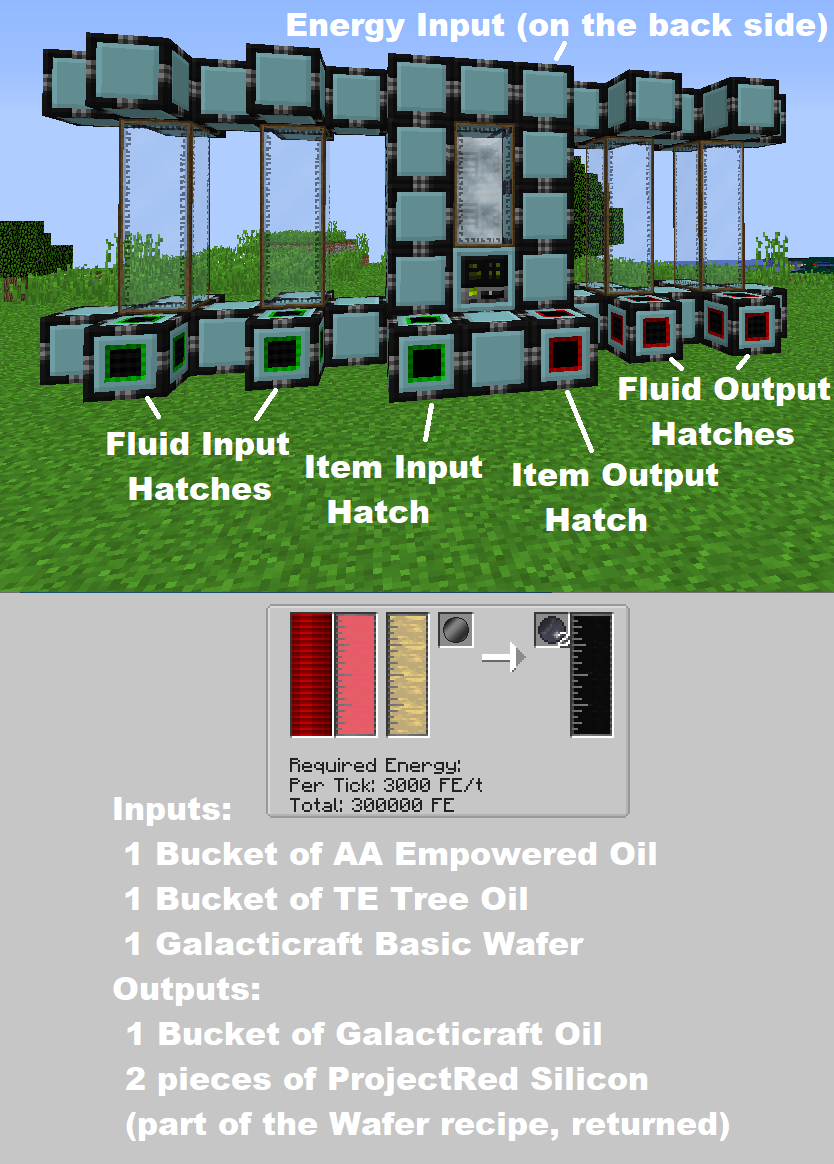 Energy Input (on the back side)
Fluid Input
Hatches
Item Input
Hatch
Item Output
Hatch
Fluid Output
Hatches
2
Required Energy:
Per Tick: 3000 FE/t
Total: 300000 FE
Inputs:
1 Bucket of AA Empowered Oil
1 Bucket of TE Tree Oil
1 Galacticraft Basic Wafer
Outputs:
1 Bucket of Galacticraft Oil
2 pieces of ProjectRed Silicon
(part of the Wafer recipe, returned)